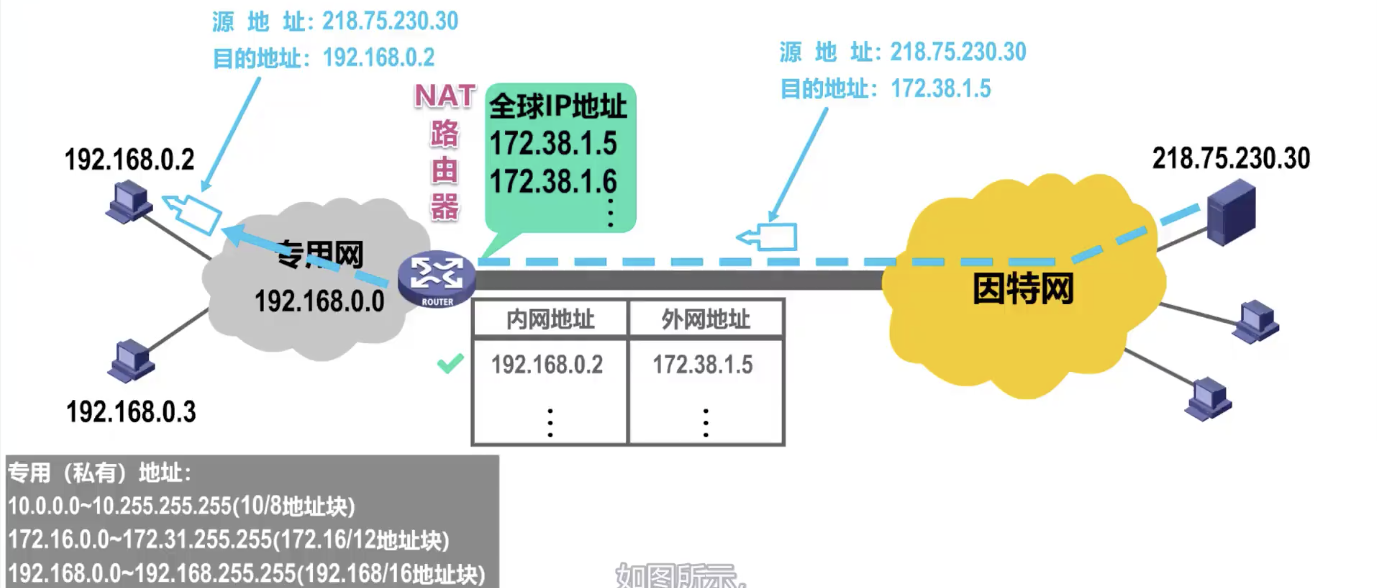 源 地 址: 218.75.230.30
目的地址: 192.168.0.2
源 地 址: 218.75.230.30
目的地址: 172.38.1.5
NAT
路
由
器
全球IP地址
172.38.1.5
172.38.1.6
⋮
192.168.0.2
218.75.230.30
专用网
192.168.0.0
ROUTER
因特网
内网地址 外网地址
192.168.0.2 172.38.1.5
⋮ ⋮
192.168.0.3
专用（私有）地址:
10.0.0.0~10.255.255.255(10/8地址块)
172.16.0.0~172.31.255.255(172.16/12地址块)
192.168.0.0~192.168.255.255(192.168/16地址块)
如图所示,